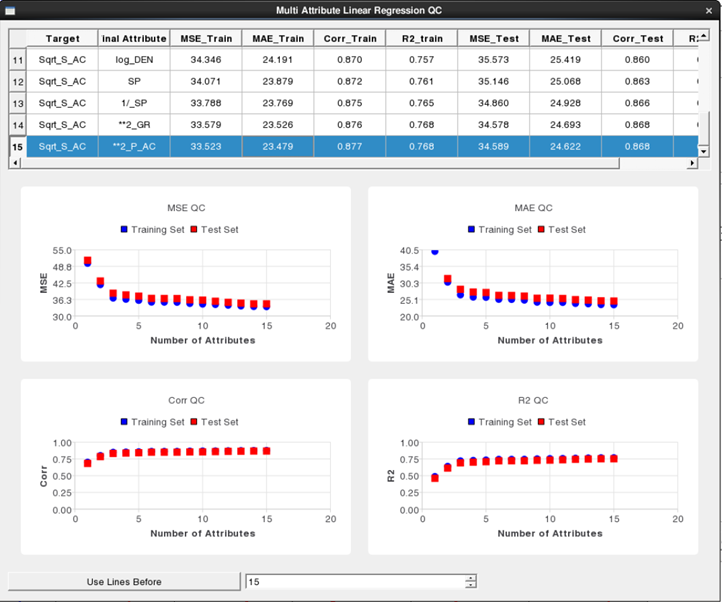 Multi Attribute Linear Regression QC
Target inal Attribute MSE_Train MAE_Train Corr_Train R2_train MSE_Test MAE_Test Corr_Test
11 Sqrt_S_AC log_DEN 34.346 24.191 0.870 0.757 35.573 25.419 0.860
12 Sqrt_S_AC SP 34.071 23.879 0.872 0.761 35.146 25.068 0.863
13 Sqrt_S_AC 1/_SP 33.788 23.769 0.875 0.765 34.860 24.928 0.866
14 Sqrt_S_AC **2_GR 33.579 23.526 0.876 0.768 34.578 24.693 0.868
15 Sqrt_S_AC **2_P_AC 33.523 23.479 0.877 0.768 34.589 24.622 0.868
MSE QC
Training Set Test Set
MSE
55.0
48.8
42.5
36.3
30.0
0 5 10 15 20
Number of Attributes
MAE QC
Training Set Test Set
MAE
40.5
35.4
30.3
25.1
20.0
0 5 10 15 20
Number of Attributes
Corr QC
Training Set Test Set
Corr
1.00
0.75
0.50
0.25
0.00
0 5 10 15 20
Number of Attributes
R2 QC
Training Set Test Set
R2
1.00
0.75
0.50
0.25
0.00
0 5 10 15 20
Number of Attributes
Use Lines Before 15